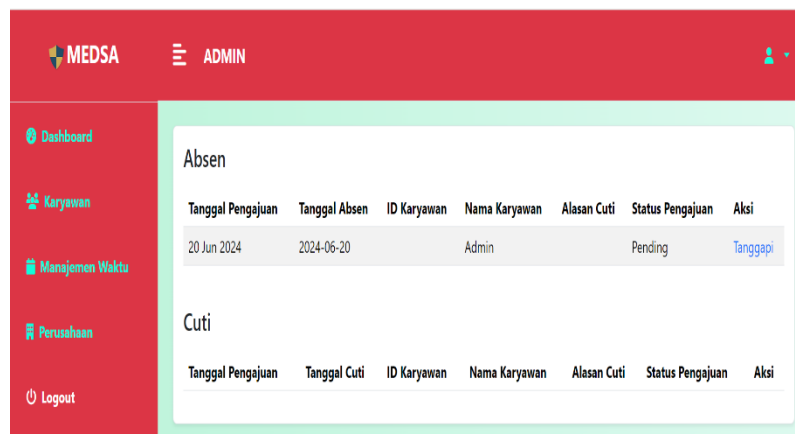 MEDSA
ADMIN
Dashboard
Karyawan
Manajemen Waktu
Perusahaan
Logout
Absen
Tanggal Pengajuan Tanggal Absen ID Karyawan Nama Karyawan Alasan Cuti Status Pengajuan Aksi
20 Jun 2024 2024-06-20 Admin Pending Tanggapi
Cuti
Tanggal Pengajuan Tanggal Cuti ID Karyawan Nama Karyawan Alasan Cuti Status Pengajuan Aksi